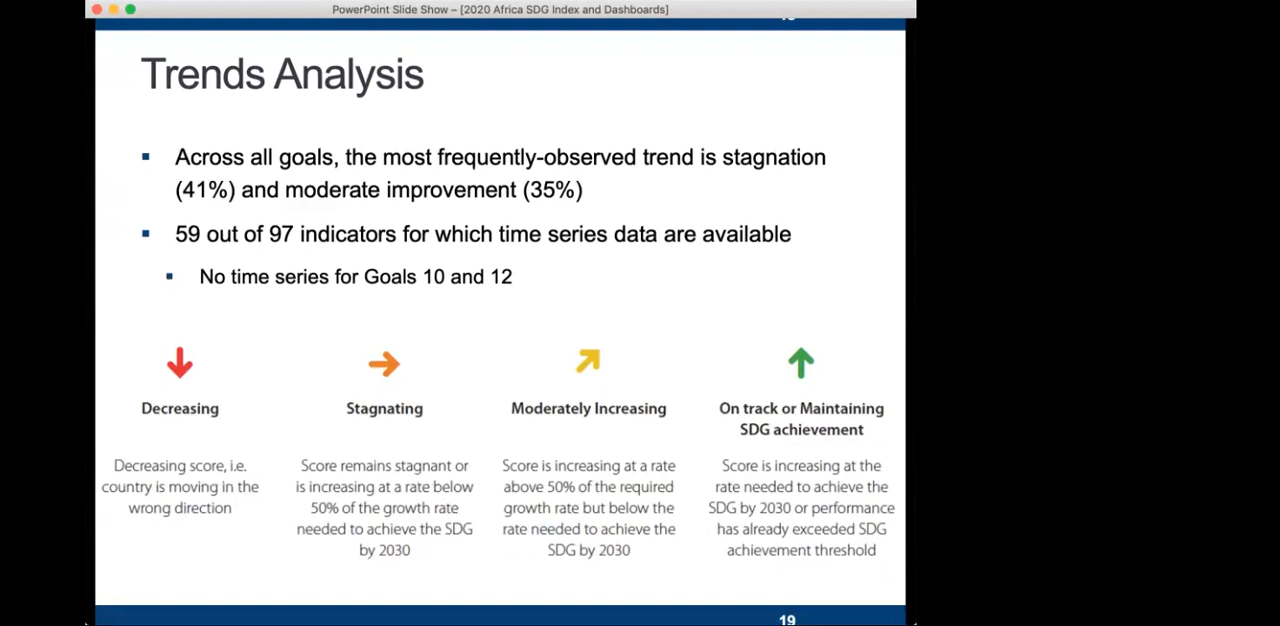 PowerPoint Slide Show – [2020 Africa SDG Index and Dashboards]
Trends Analysis
Across all goals, the most frequently-observed trend is stagnation
(41%) and moderate improvement (35%)
59 out of 97 indicators for which time series data are available
No time series for Goals 10 and 12
Decreasing
Decreasing score, i.e.
country is moving in the
wrong direction
Stagnating
Score remains stagnant or
is increasing at a rate below
50% of the growth rate
needed to achieve the SDG
by 2030
Moderately Increasing
Score is increasing at a rate
above 50% of the required
growth rate but below the
rate needed to achieve the
SDG by 2030
On track or Maintaining
SDG achievement
Score is increasing at the
rate needed to achieve the
SDG by 2030 or performance
has already exceeded SDG
achievement threshold
19